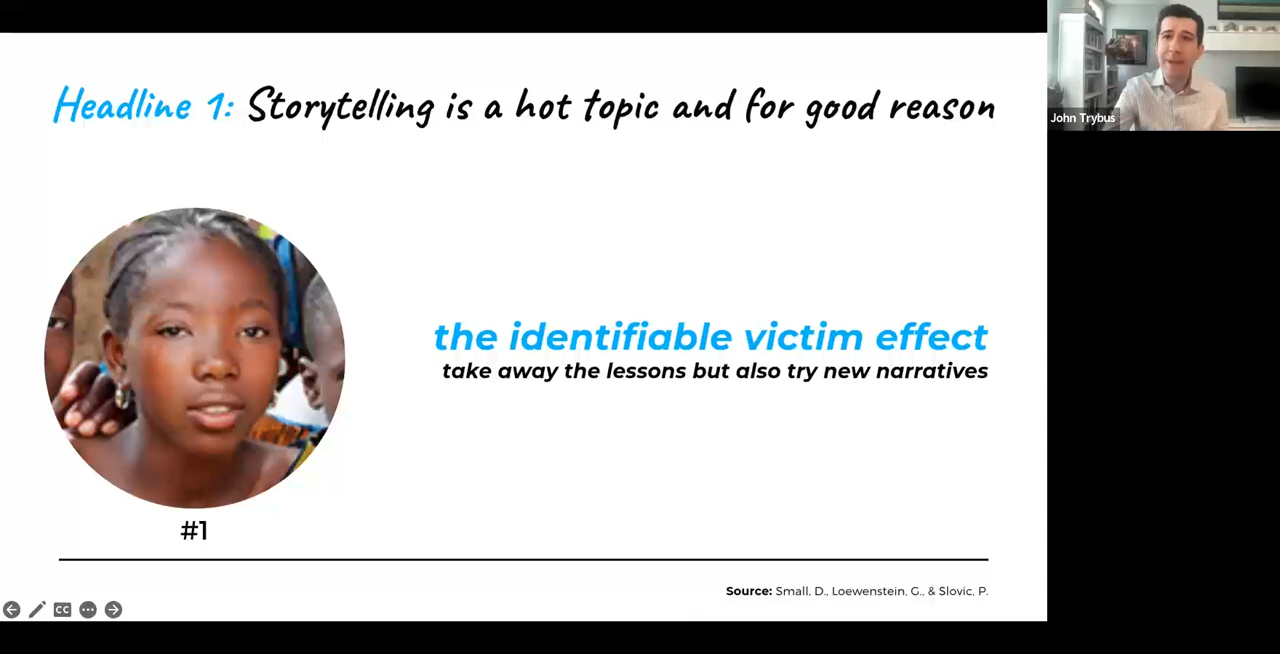 Headline 1: Storytelling is a hot topic and for good reason
John Trybus
the identifiable victim effect
take away the lessons but also try new narratives
#1
Source: Small, D., Loewenstein, G., & Slovic, P.
CC